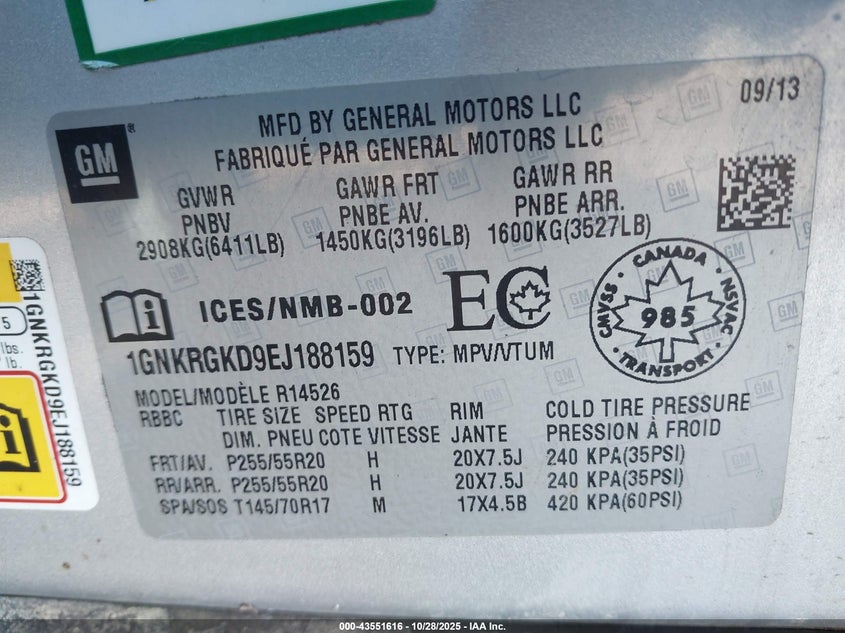 MFD BY GENERAL MOTORS LLC
09/13
FABRIQUÉ PAR GENERAL MOTORS LLC
GM
GVWR
GAWR FRT
GAWR RR
PNBV
PNBE AV.
PNBE ARR.
2908KG(6411LB)
1450KG(3196LB)
1600KG(3527LB)
ICES/NMB-002
EC
CANADA
CMVSS
NSVAC
985
TRANSPORT
1GNKRGKD9EJ188159 TYPE: MPV/VTUM
MODEL/MODÈLE R14526
RBBC TIRE SIZE SPEED RTG RIM COLD TIRE PRESSURE
DIM. PNEU COTE VITESSE JANTE PRESSION À FROID
FRT/AV. P255/55R20 H 20X7.5J 240 KPA(35PSI)
RR/ARR. P255/55R20 H 20X7.5J 240 KPA(35PSI)
SPA/SOS T145/70R17 M 17X4.5B 420 KPA(60PSI)
1GNKRGKD9EJ188159
5
lbs.
lb.
000-43551616 - 10/28/2025 - IAA Inc.